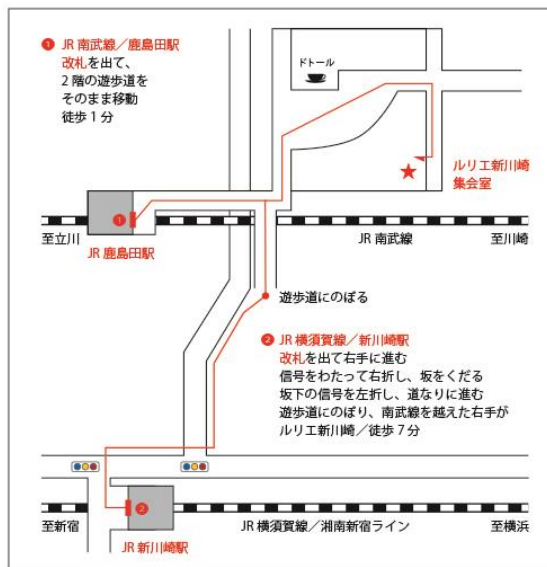 ❶ JR 南武線／鹿島田駅
改札を出て、
2 階の遊歩道を
そのまま移動
徒歩 1 分
ドトール
ルリエ新川崎
集会室
❶
至立川
JR 南武線
至川崎
JR 鹿島田駅
遊歩道にのぼる
❷ JR 横須賀線／新川崎駅
改札を出て右手に進む
信号をわたって右折し、坂をくだる
坂下の信号を左折し、道なりに進む
遊歩道にのぼり、南武線を越えた右手が
ルリエ新川崎／徒歩 7 分
❷
至新宿
JR 横須賀線／湘南新宿ライン
至横浜
JR 新川崎駅